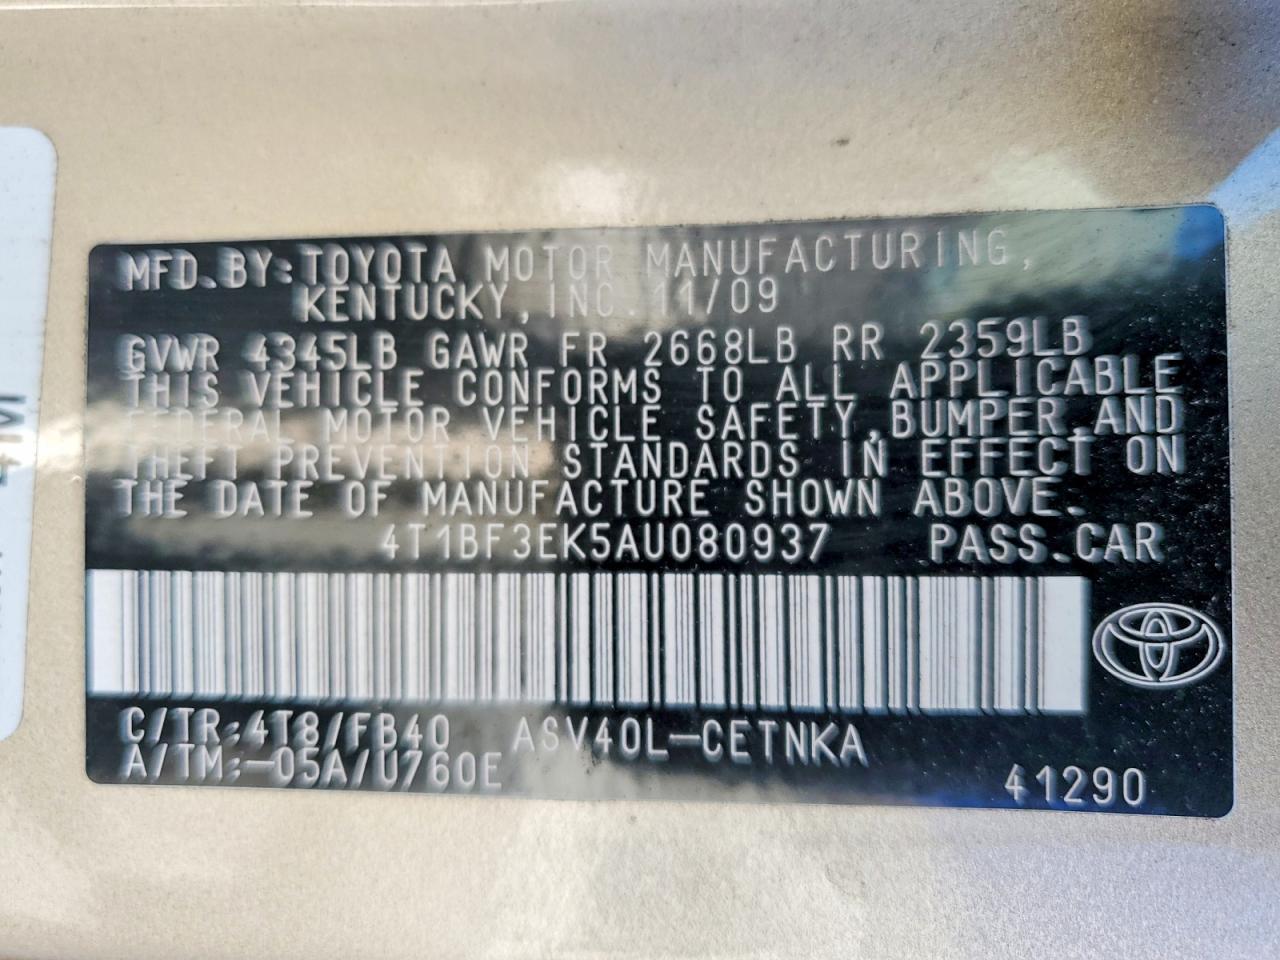 MFD.BY:TOYOTA MOTOR MANUFACTURING,
KENTUCKY, INC. 11/09
GVWR 4345LB GAWR FR 2668LB RR 2359LB
THIS VEHICLE CONFORMS TO ALL APPLICABLE
FEDERAL MOTOR VEHICLE SAFETY,BUMPER,AND
THEFT PREVENTION STANDARDS IN EFFECT ON
THE DATE OF MANUFACTURE SHOWN ABOVE.
4T1BF3EK5AU080937 PASS.CAR
C/TR:4T8/FB40 ASV40L-CETNKA
A/TM:-05A/U760E
41290